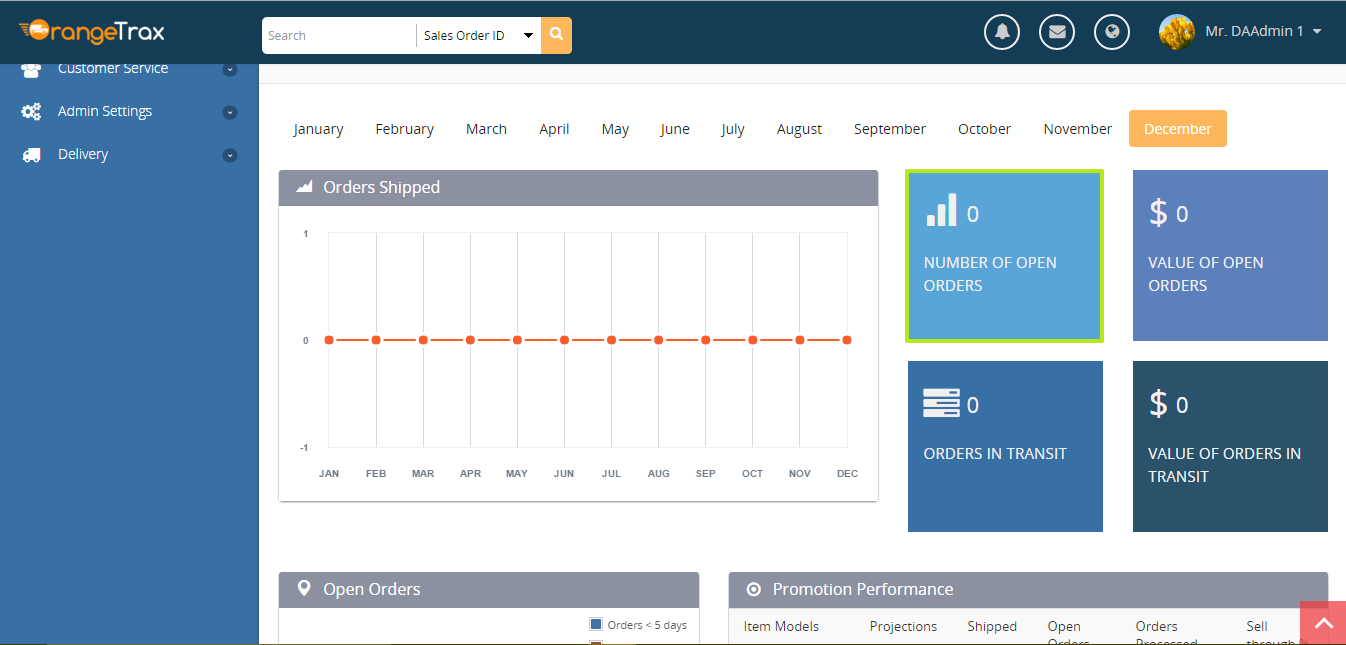 OrangeTrax
Search
Sales Order ID
Mr. DAAdmin 1
Customer Service
Admin Settings
Delivery
January February March April May June July August September October November December
Orders Shipped
1
0
-1
JAN FEB MAR APR MAY JUN JUL AUG SEP OCT NOV DEC
0
NUMBER OF OPEN
ORDERS
$ 0
VALUE OF OPEN
ORDERS
0
ORDERS IN TRANSIT
$ 0
VALUE OF ORDERS IN
TRANSIT
Open Orders
Orders < 5 days
Promotion Performance
Item Models Projections Shipped Open Orders Sell
Orders Processed through %